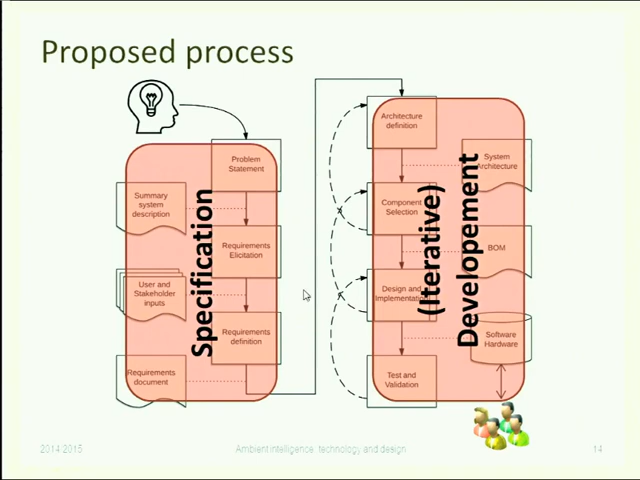 Proposed process
Problem
Statement
Summary
system
description
Requirements
Elicitation
User and
Stakeholder
inputs
Requirements
definition
Requirements
document
Specification
Architecture
definition
System
Architecture
Component
Selection
BOM
Design and
Implementation
Software
Hardware
Test and
Validation
(Iterative)
Developement
2014/2015
Ambient intelligence: technology and design
14